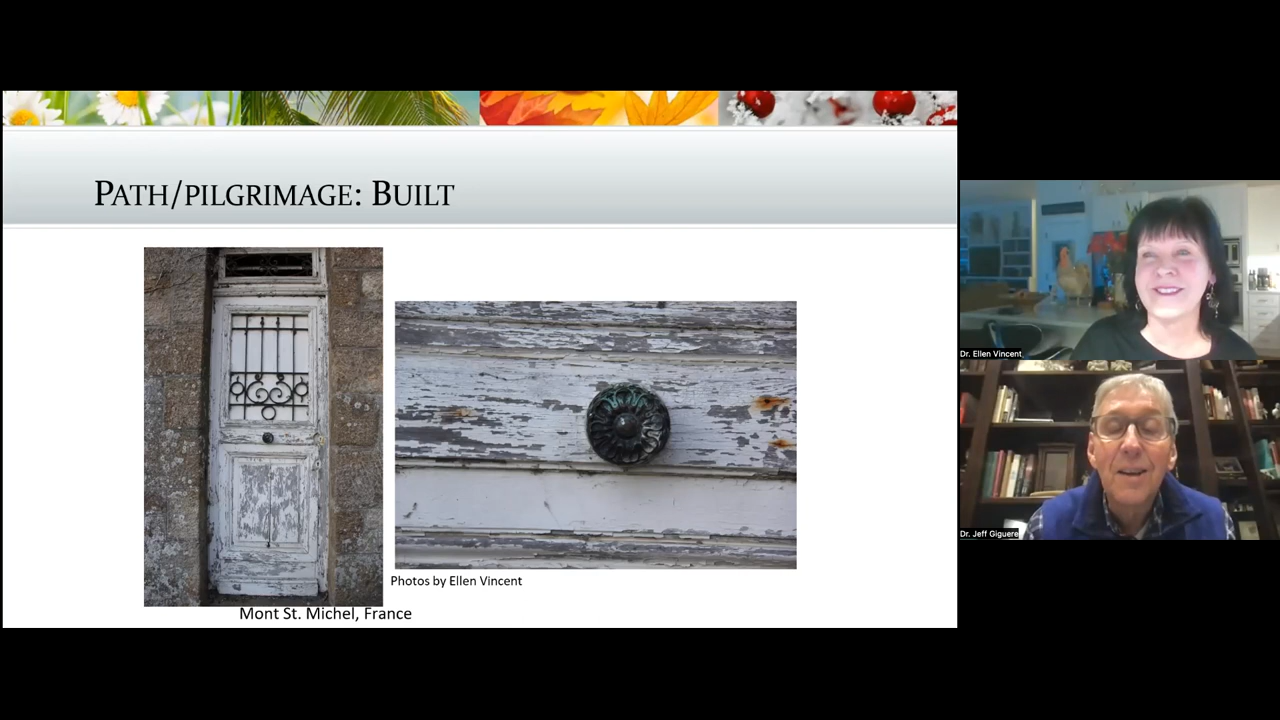 PATH/PILGRIMAGE: BUILT
Photos by Ellen Vincent
Mont St. Michel, France
Dr. Ellen Vincent
Dr. Jeff Giguere